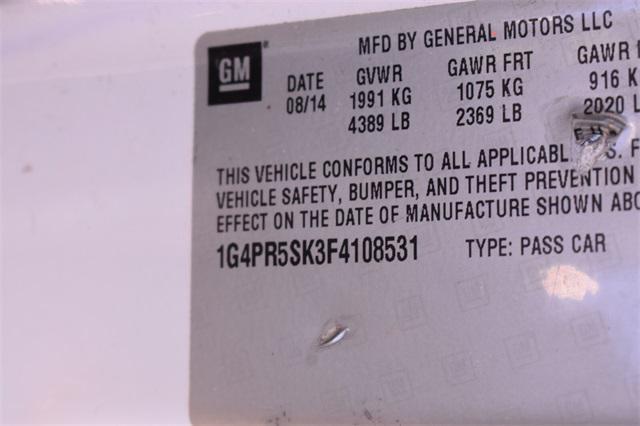 MFD BY GENERAL MOTORS LLC
GM
DATE GVWR GAWR FRT GAWR
08/14 1991 KG 1075 KG 916 K
4389 LB 2369 LB 2020 L
THIS VEHICLE CONFORMS TO ALL APPLICABL S. F
VEHICLE SAFETY, BUMPER, AND THEFT PREVENTION
EFFECT ON THE DATE OF MANUFACTURE SHOWN ABO
1G4PR5SK3F4108531 TYPE: PASS CAR